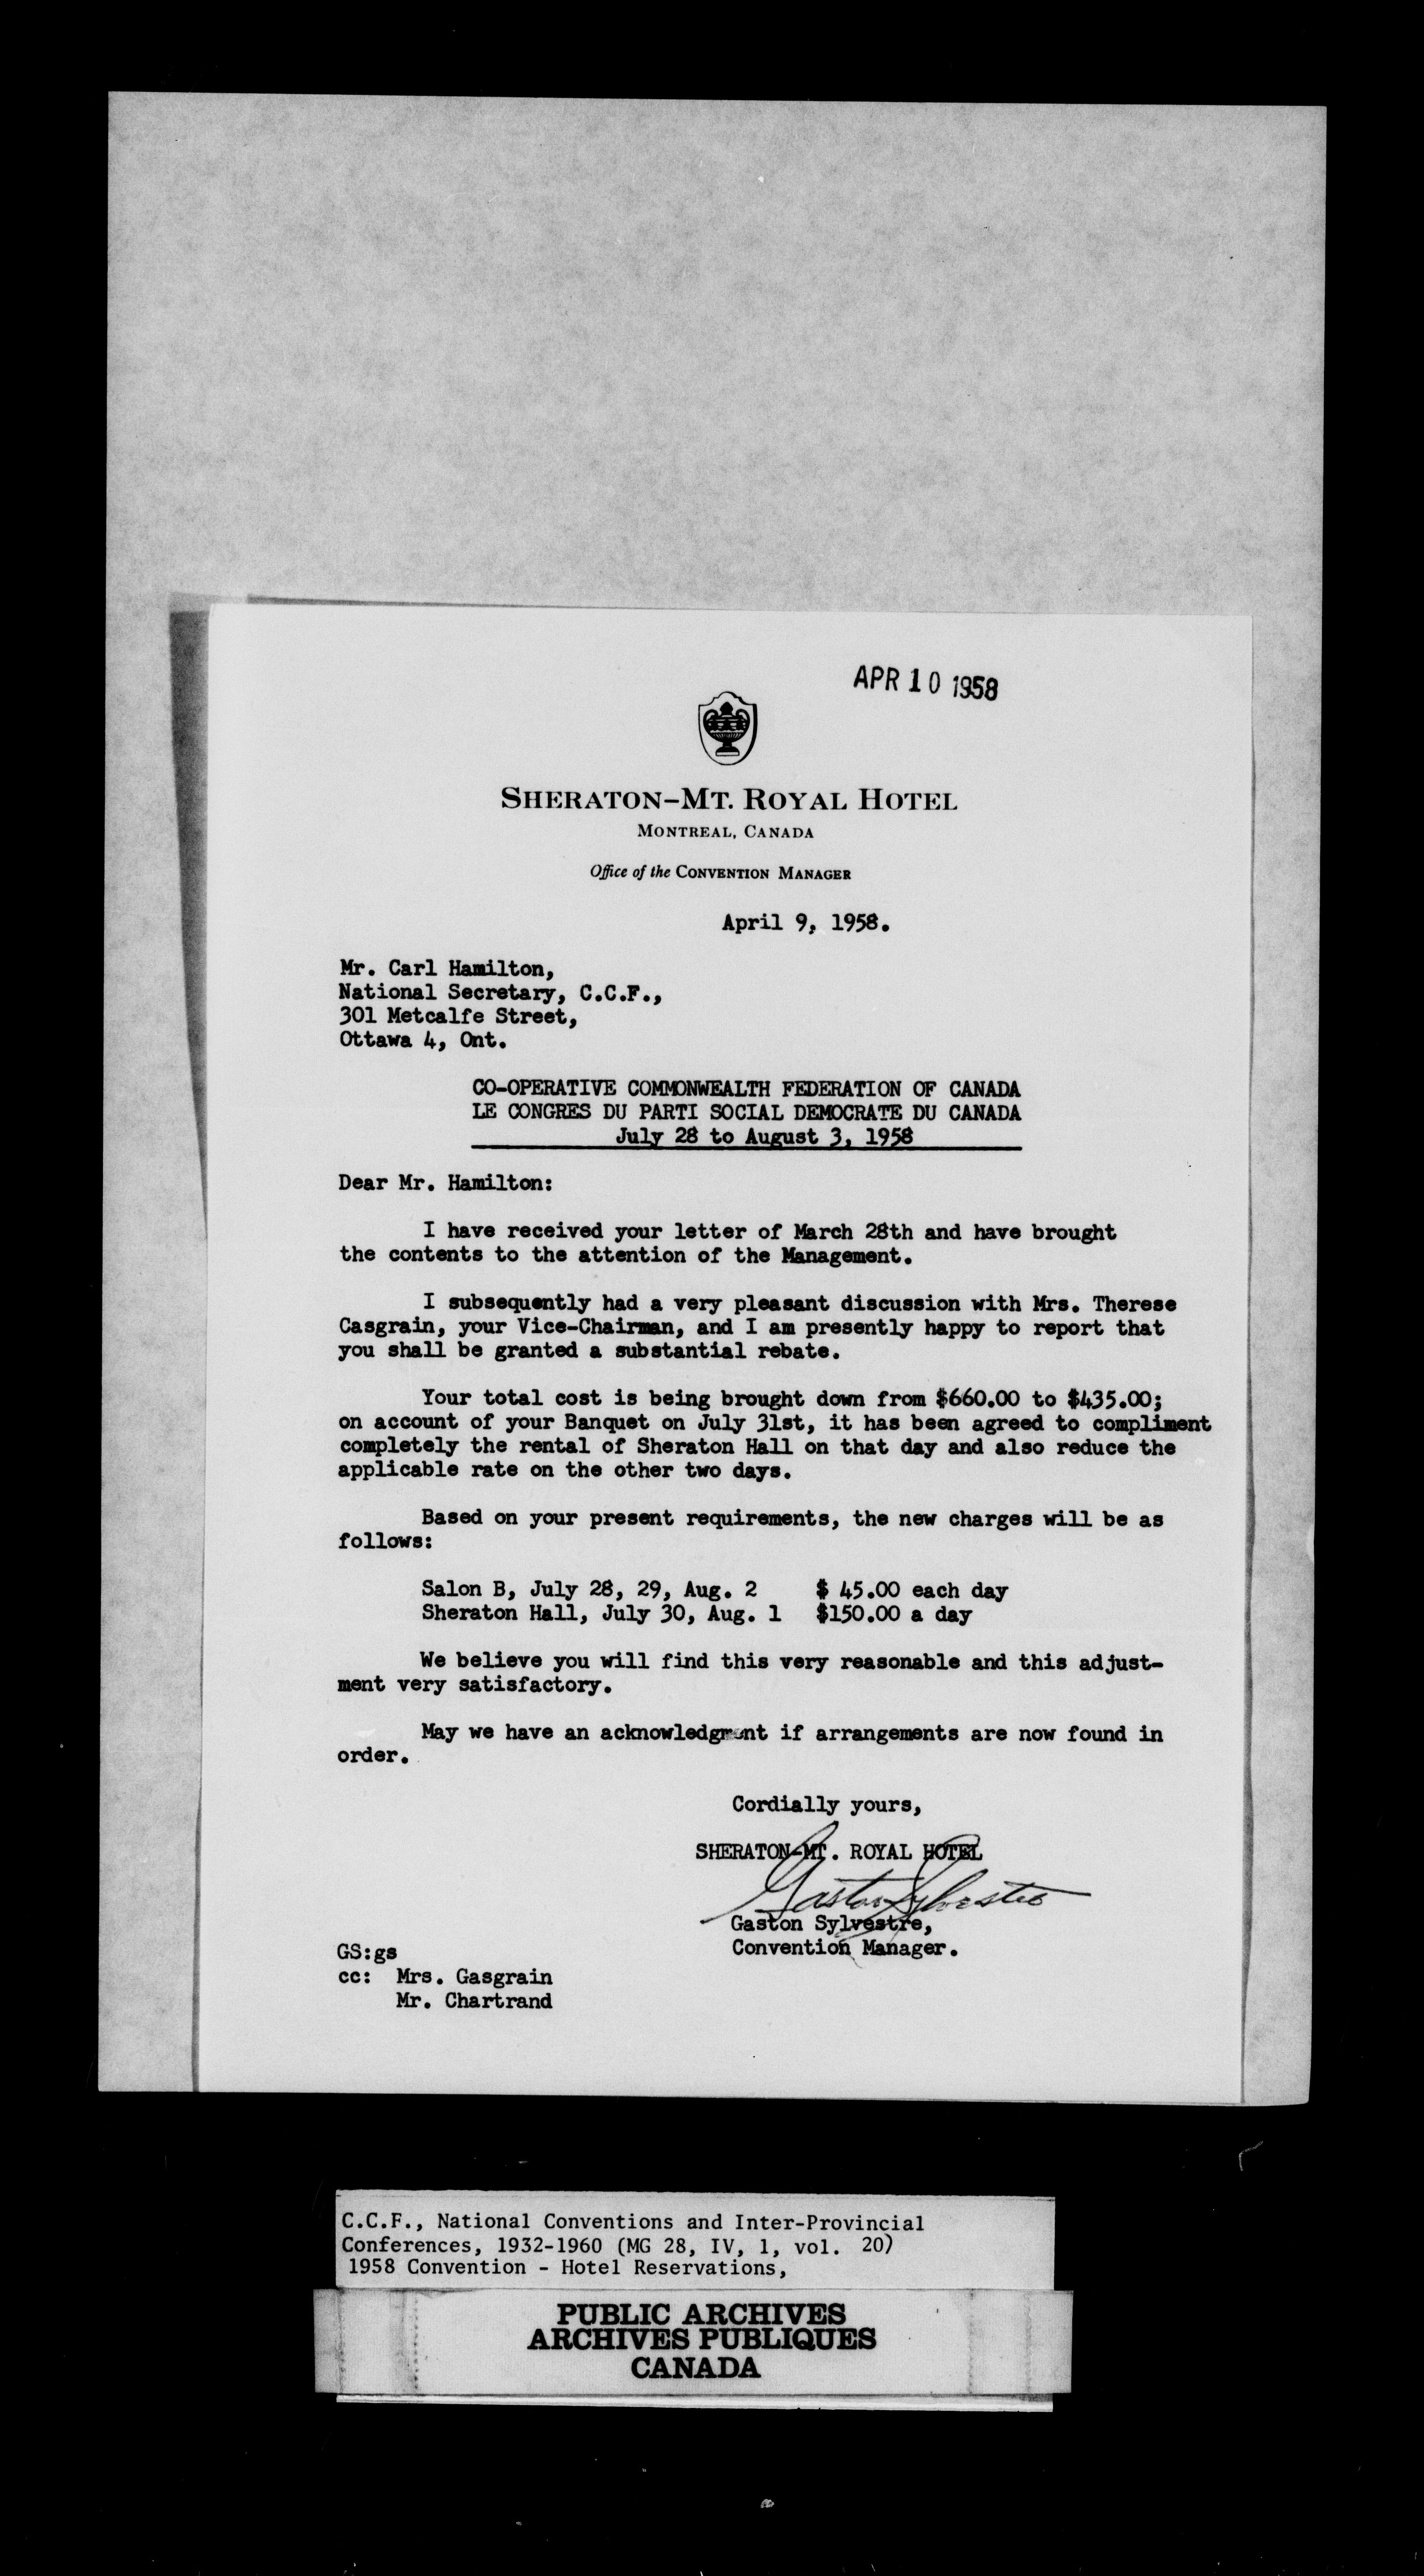 APR 10 1958
SHERATON-MT. ROYAL HOTEL
MONTREAL, CANADA
Office of the CONVENTION MANAGER
April 9, 1958.
Mr. Carl Hamilton,
National Secretary, C.C.F.,
301 Metcalfe Street,
Ottawa 4, Ont.
CO-OPERATIVE COMMONWEALTH FEDERATION OF CANADA
LE CONGRES DU PARTI SOCIAL DEMOCRATE DU CANADA
July 28 to August 3, 1958
Dear Mr. Hamilton:
I have received your letter of March 28th and have brought
the contents to the attention of the Management.
I subsequently had a very pleasant discussion with Mrs. Therese
Casgrain, your Vice-Chairman, and I am presently happy to report that
you shall be granted a substantial rebate.
Your total cost is being brought down from $660.00 to $435.00;
on account of your Banquet on July 31st, it has been agreed to compliment
completely the rental of Sheraton Hall on that day and also reduce the
applicable rate on the other two days.
Based on your present requirements, the new charges will be as
follows:
Salon B, July 28, 29, Aug. 2 $ 45.00 each day
Sheraton Hall, July 30, Aug. 1 $150.00 a day
We believe you will find this very reasonable and this adjust-
ment very satisfactory.
May we have an acknowledgment if arrangements are now found in
order.
Cordially yours,
SHERATON-MT. ROYAL HOTEL
Gaston Sylvestre
Gaston Sylvestre,
Convention Manager.
GS:gs
cc: Mrs. Gasgrain
Mr. Chartrand
C.C.F., National Conventions and Inter-Provincial
Conferences, 1932-1960 (MG 28, IV, 1, vol. 20)
1958 Convention - Hotel Reservations,
PUBLIC ARCHIVES
ARCHIVES PUBLIQUES
CANADA